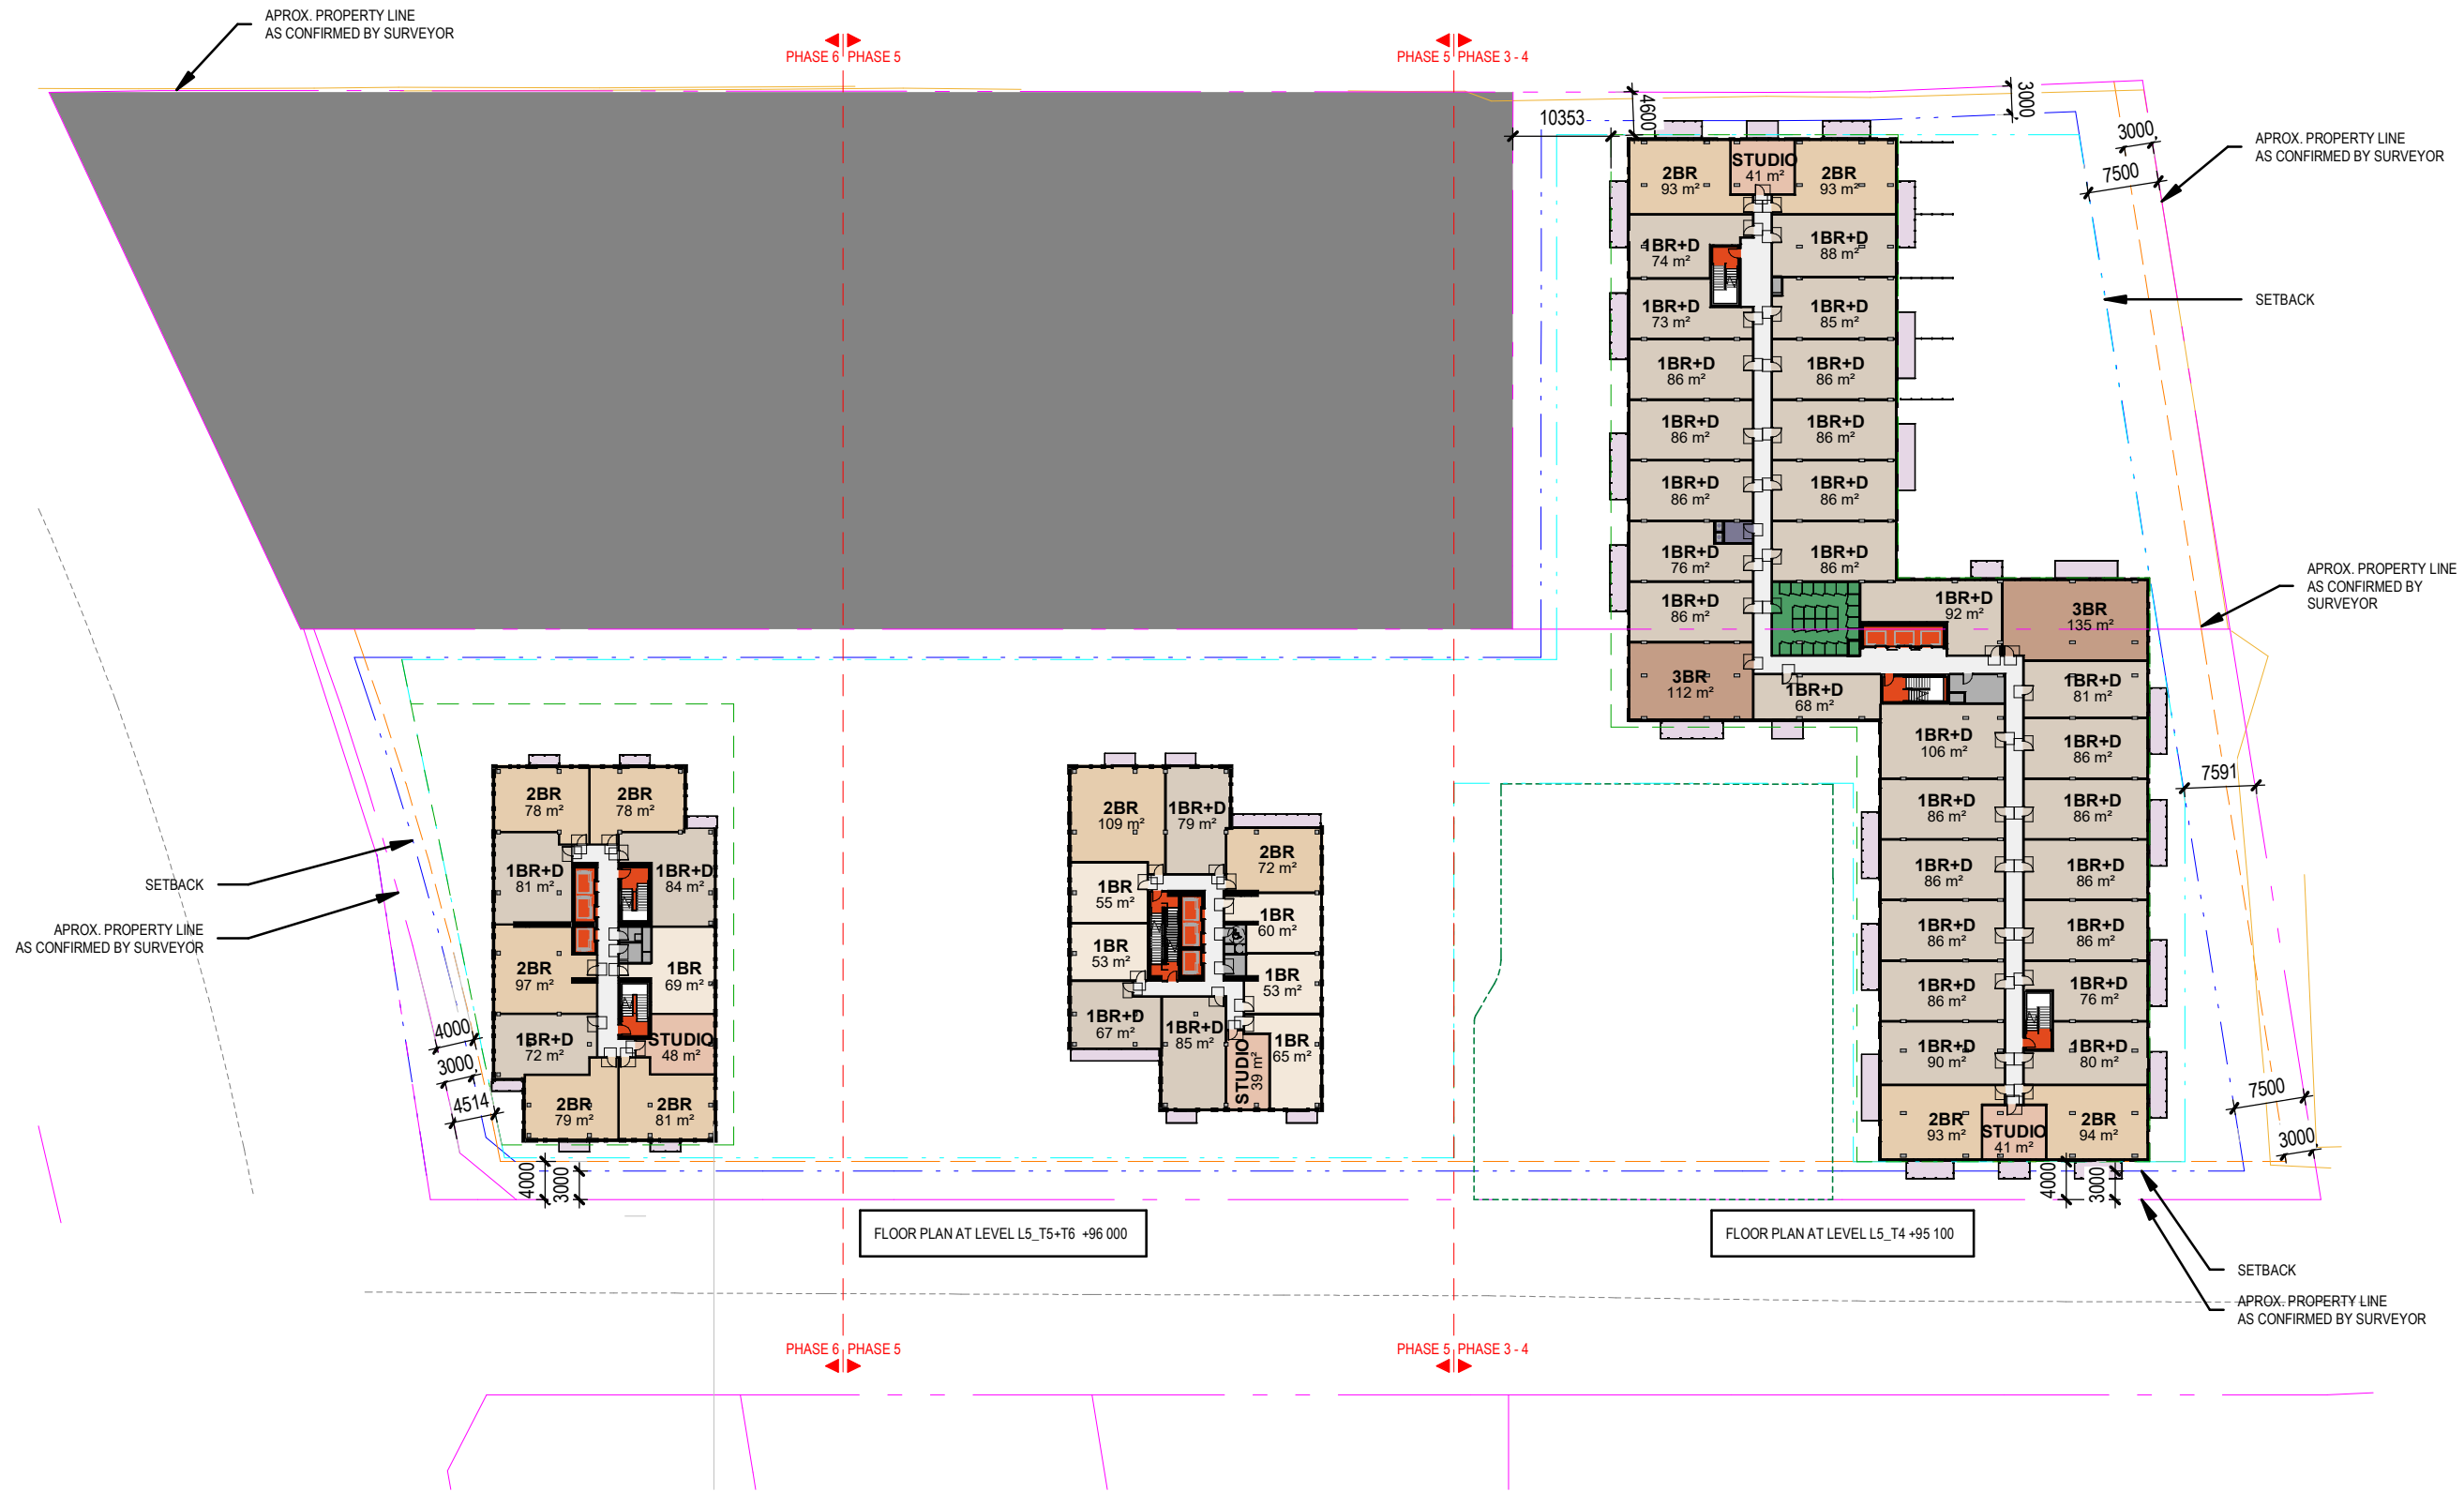 APROX. PROPERTY LINE
AS CONFIRMED BY SURVEYOR
PHASE 6
PHASE 5
PHASE 5
PHASE 3 - 4
10353
4600
3000
3000
7500
APROX. PROPERTY LINE
AS CONFIRMED BY SURVEYOR
SETBACK
APROX. PROPERTY LINE
AS CONFIRMED BY
SURVEYOR
2BR
93 m²
STUDIO
41 m²
2BR
93 m²
1BR+D
74 m²
1BR+D
88 m²
1BR+D
73 m²
1BR+D
85 m²
1BR+D
86 m²
1BR+D
86 m²
1BR+D
86 m²
1BR+D
86 m²
1BR+D
86 m²
1BR+D
86 m²
1BR+D
76 m²
1BR+D
86 m²
1BR+D
86 m²
1BR+D
92 m²
3BR
135 m²
3BR
112 m²
1BR+D
68 m²
1BR+D
81 m²
1BR+D
106 m²
1BR+D
86 m²
1BR+D
86 m²
1BR+D
86 m²
1BR+D
86 m²
1BR+D
86 m²
1BR+D
86 m²
1BR+D
86 m²
1BR+D
86 m²
1BR+D
76 m²
1BR+D
90 m²
1BR+D
80 m²
2BR
93 m²
STUDIO
41 m²
2BR
94 m²
7591
7500
3000
4000
3000
2BR
78 m²
2BR
78 m²
1BR+D
81 m²
1BR+D
84 m²
2BR
97 m²
1BR
69 m²
1BR+D
72 m²
STUDIO
48 m²
2BR
79 m²
2BR
81 m²
2BR
109 m²
1BR+D
79 m²
2BR
72 m²
1BR
55 m²
1BR
60 m²
1BR
53 m²
1BR
53 m²
1BR+D
67 m²
1BR+D
85 m²
STUDIO
39 m²
1BR
65 m²
SETBACK
APROX. PROPERTY LINE
AS CONFIRMED BY SURVEYOR
4000
3000
4514
4000
3000
FLOOR PLAN AT LEVEL L5_T5+T6 +96 000
FLOOR PLAN AT LEVEL L5_T4 +95 100
SETBACK
APROX. PROPERTY LINE
AS CONFIRMED BY SURVEYOR
PHASE 6
PHASE 5
PHASE 5
PHASE 3 - 4